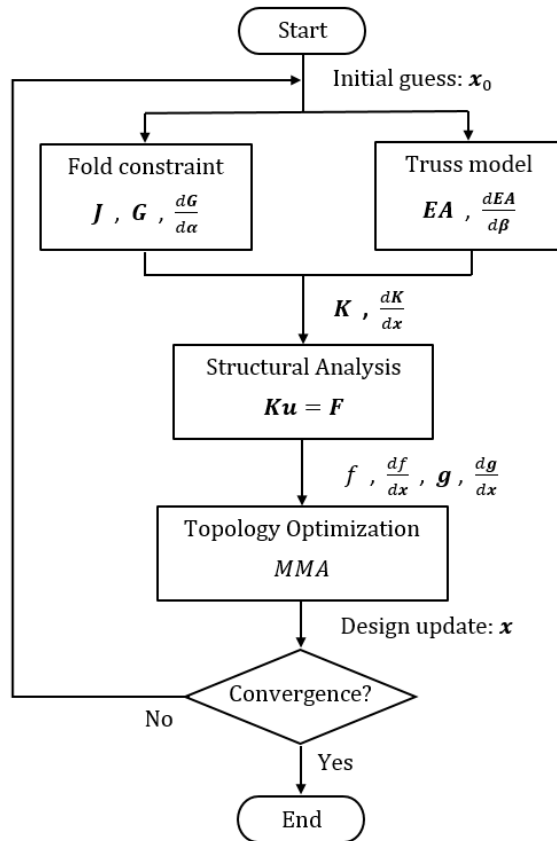 Start
Initial guess: 𝒙₀
Fold constraint
𝑱 , 𝑮 , d𝑮/d𝜶
Truss model
𝑬𝑨 , d𝑬𝑨/d𝜷
𝑲 , d𝑲/d𝒙
Structural Analysis
𝑲𝒖 = 𝑭
f , df/d𝒙 , 𝒈 , d𝒈/d𝒙
Topology Optimization
MMA
Design update: 𝒙
Convergence?
No
Yes
End